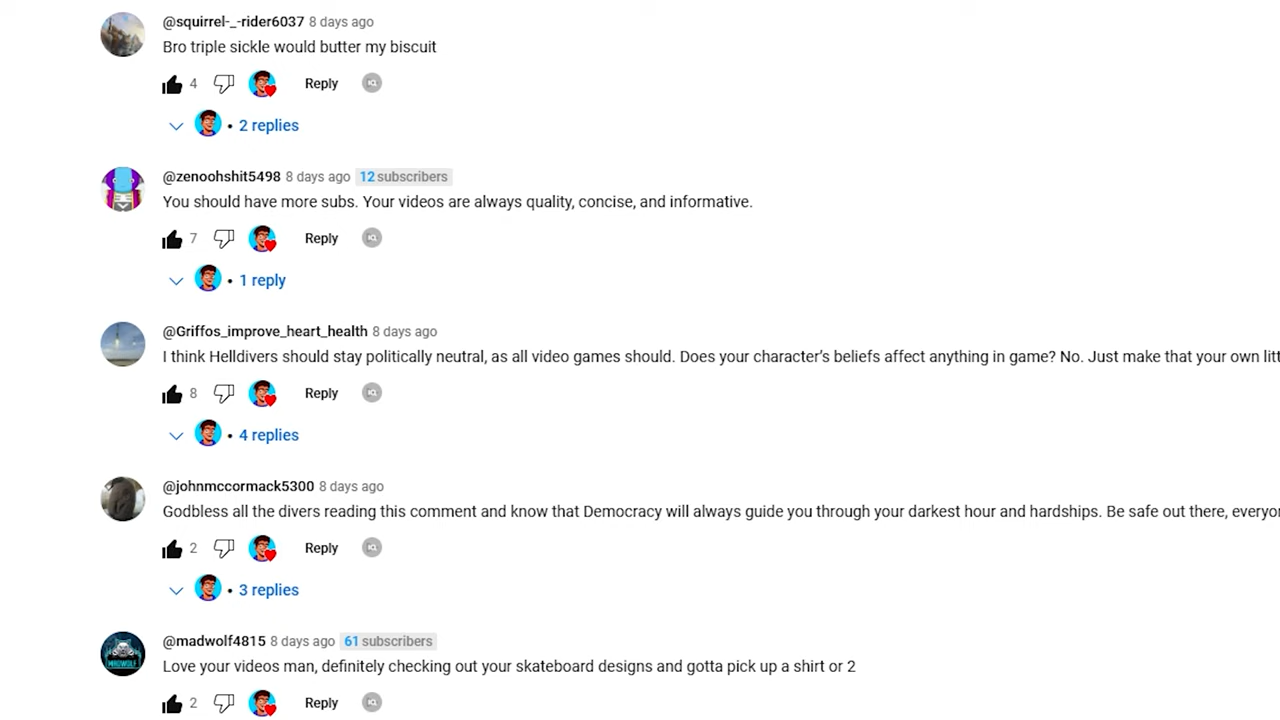 @squirrel-_-rider6037 8 days ago
Bro triple sickle would butter my biscuit
4 Reply
• 2 replies
@zenoohshit5498 8 days ago 12 subscribers
You should have more subs. Your videos are always quality, concise, and informative.
7 Reply
• 1 reply
@Griffos_improve_heart_health 8 days ago
I think Helldivers should stay politically neutral, as all video games should. Does your character's beliefs affect anything in game? No. Just make that your own
8 Reply
• 4 replies
@johnmccormack5300 8 days ago
Godbless all the divers reading this comment and know that Democracy will always guide you through your darkest hour and hardships. Be safe out there,
2 Reply
• 3 replies
@madwolf4815 8 days ago 61 subscribers
Love your videos man, definitely checking out your skateboard designs and gotta pick up a shirt or 2
2 Reply